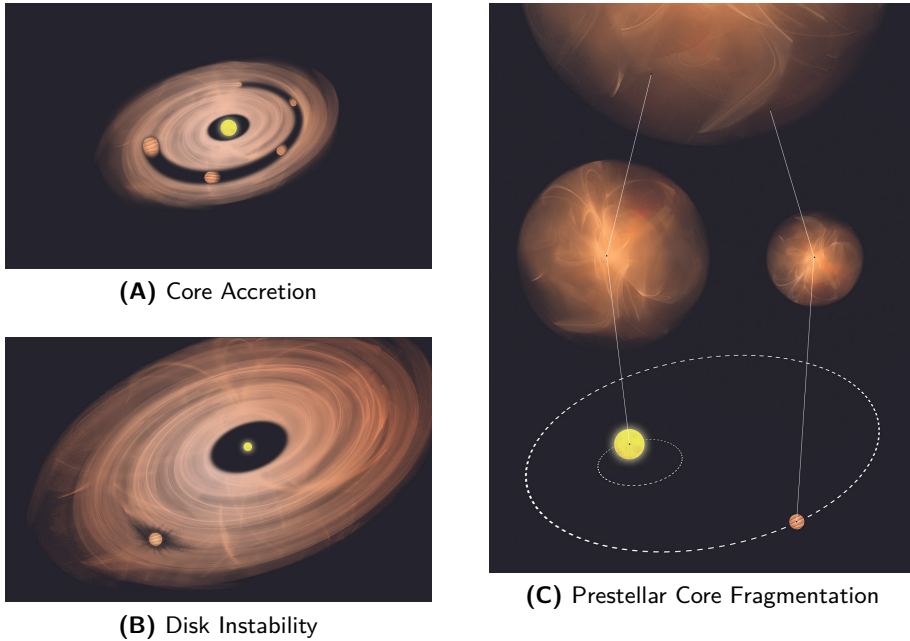 (A) Core Accretion
(B) Disk Instability
(C) Prestellar Core Fragmentation